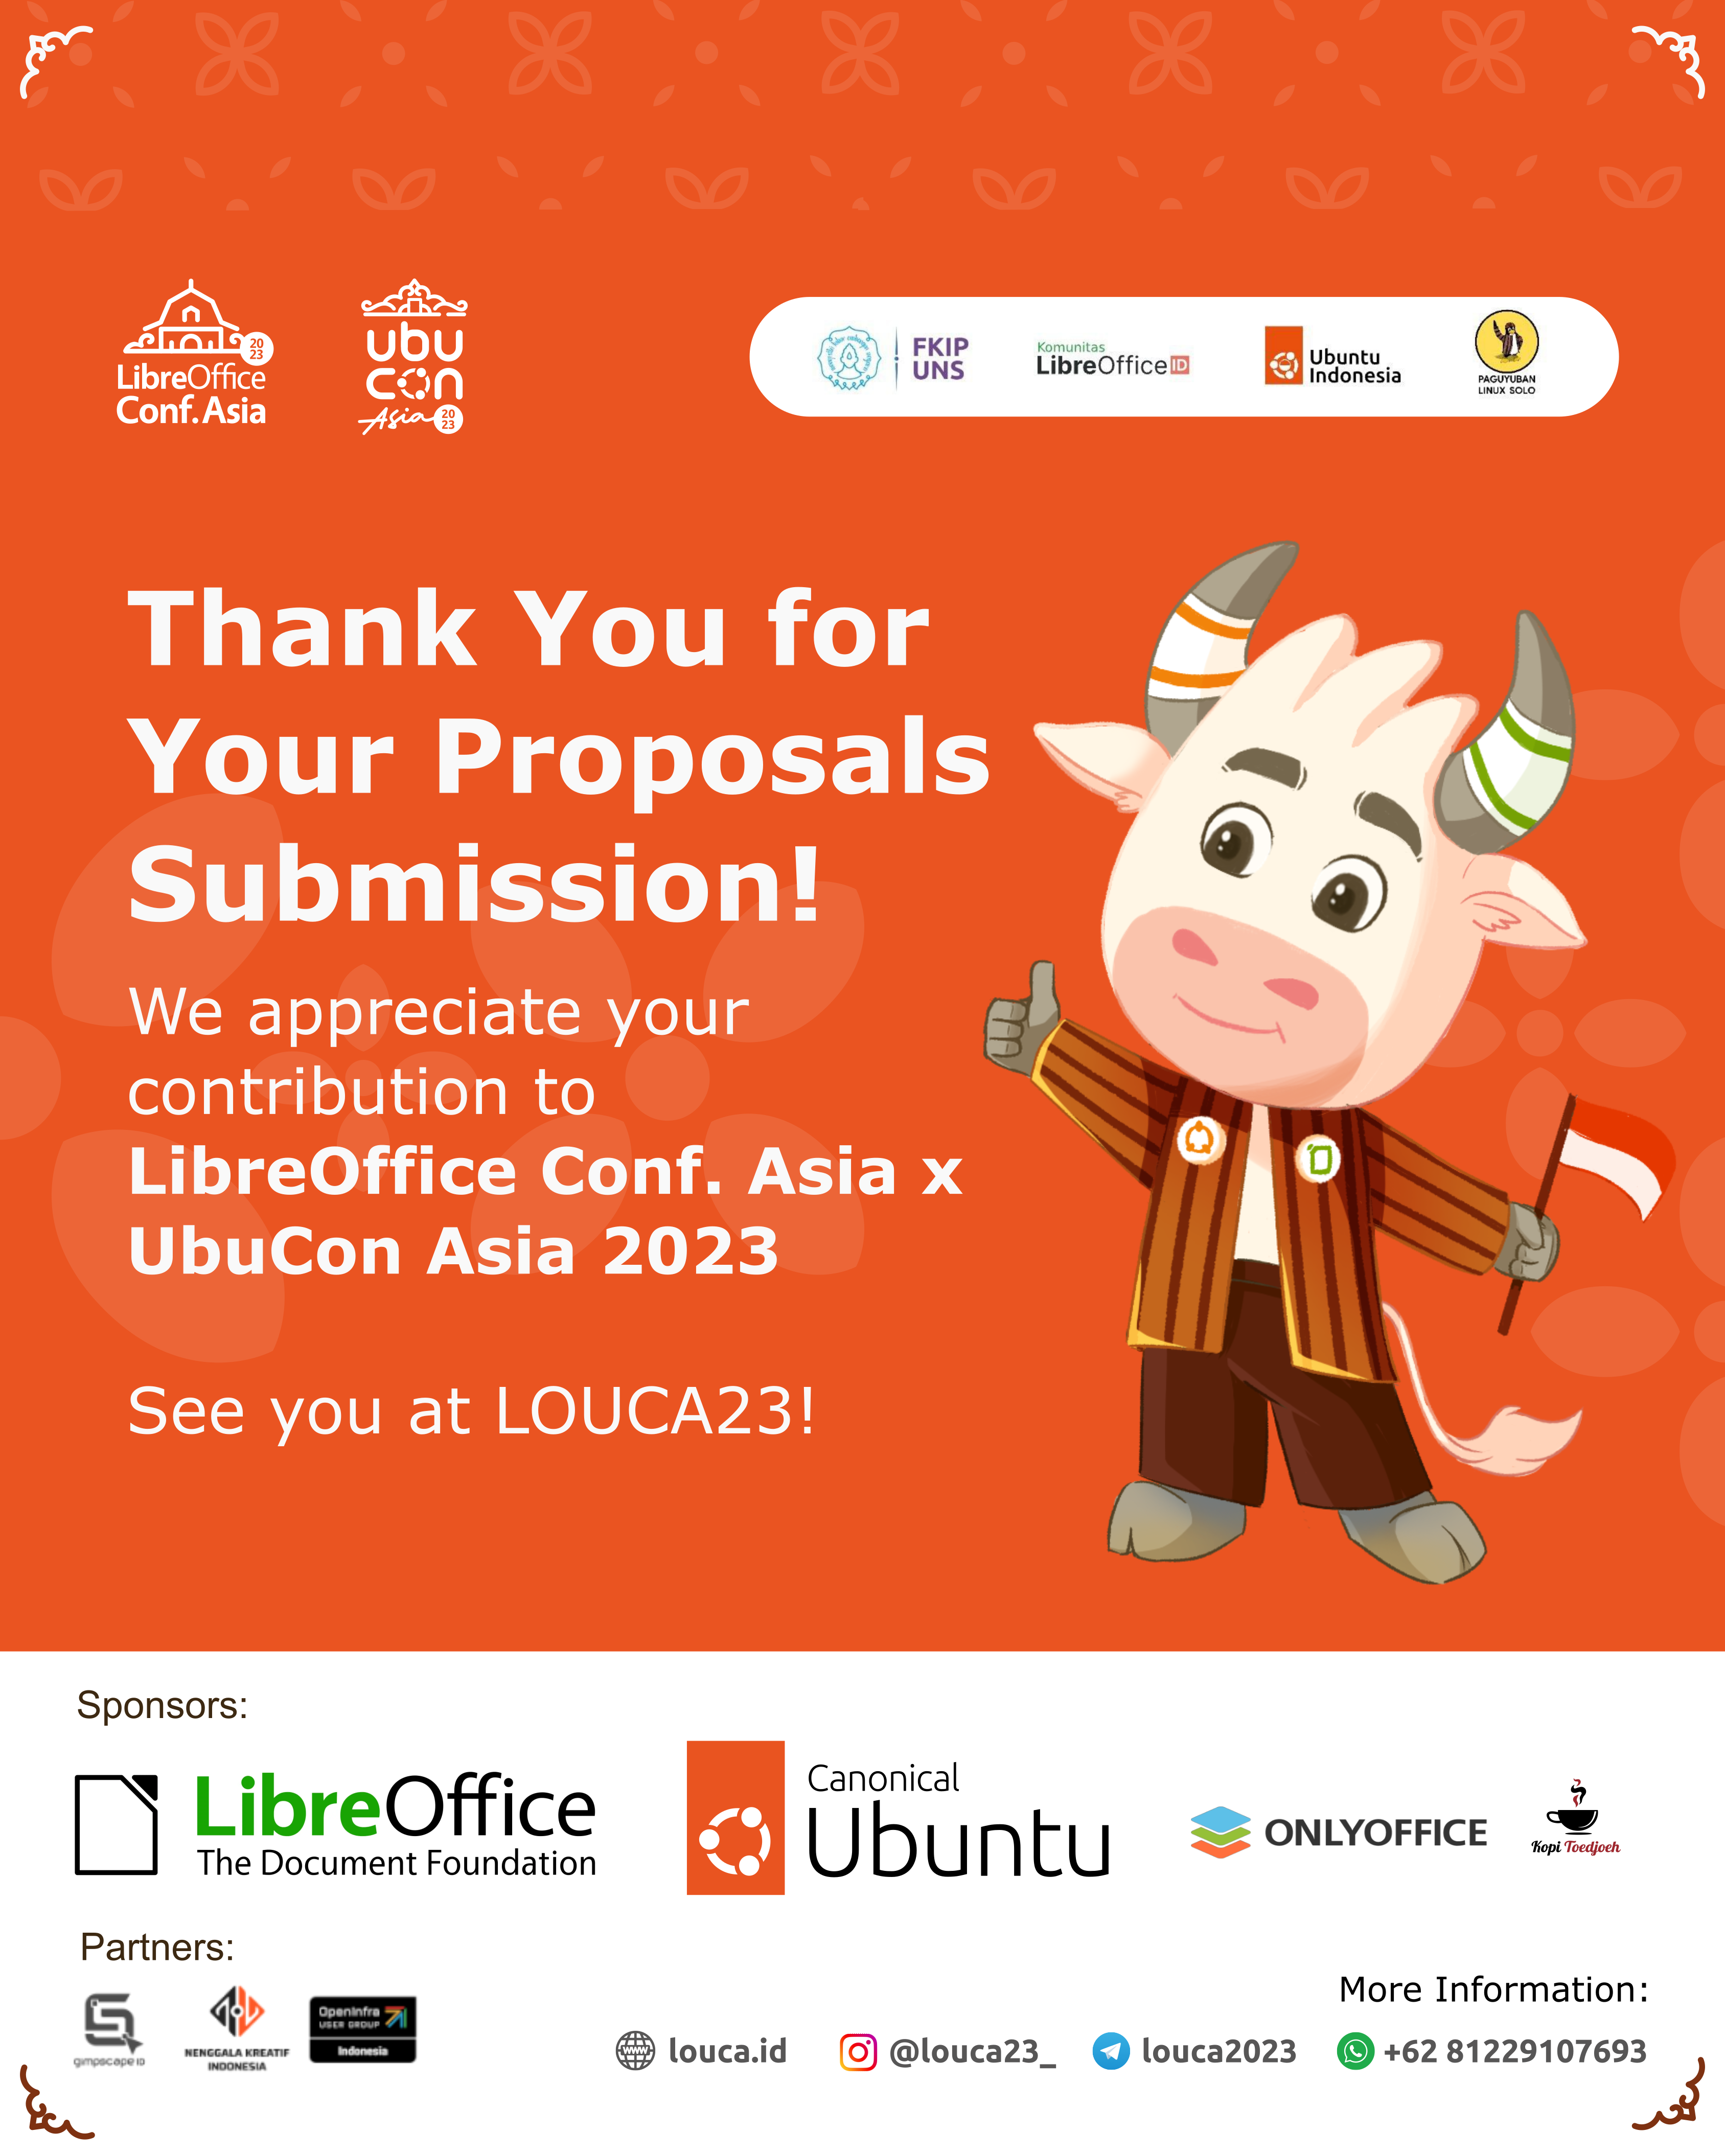 20
23
LibreOffice
Conf. Asia
ubu
con
Asia
20
23
FKIP
UNS
Komunitas
LibreOffice ID
Ubuntu
Indonesia
PAGUYUBAN
LINUX SOLO
Thank You for
Your Proposals
Submission!
We appreciate your
contribution to
LibreOffice Conf. Asia x
UbuCon Asia 2023
See you at LOUCA23!
Sponsors:
LibreOffice
The Document Foundation
Canonical
Ubuntu
ONLYOFFICE
Kopi Toedjoeh
Partners:
gimpscape ID
NENGGALA KREATIF
INDONESIA
OpenInfra
USER GROUP
Indonesia
More Information:
www
louca.id
@louca23_
louca2023
+62 81229107693